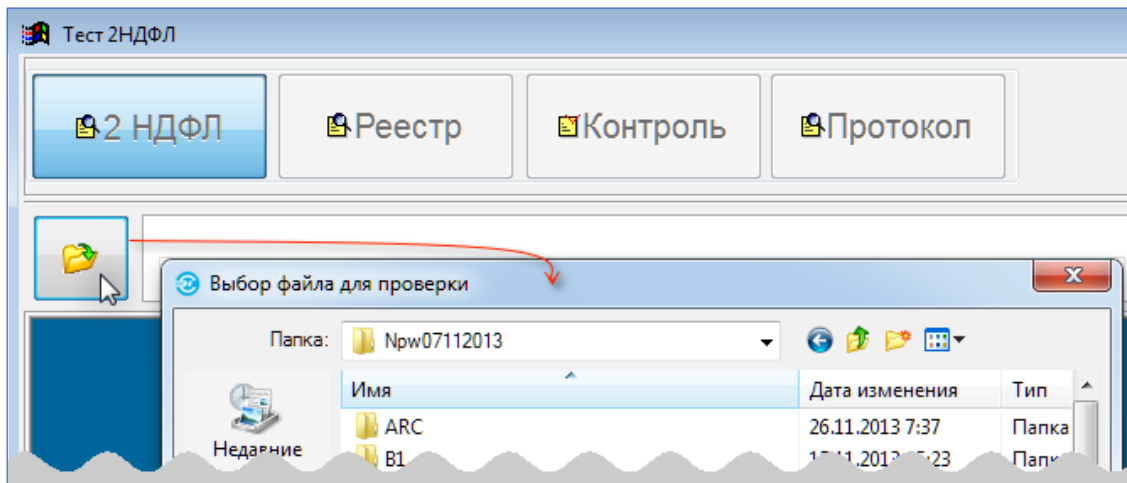 Тест 2НДФЛ
2 НДФЛ Реестр Контроль Протокол
Выбор файла для проверки
Папка: Npw07112013
Имя Дата изменения Тип
ARC 26.11.2013 7:37 Папка
Недавние
B1